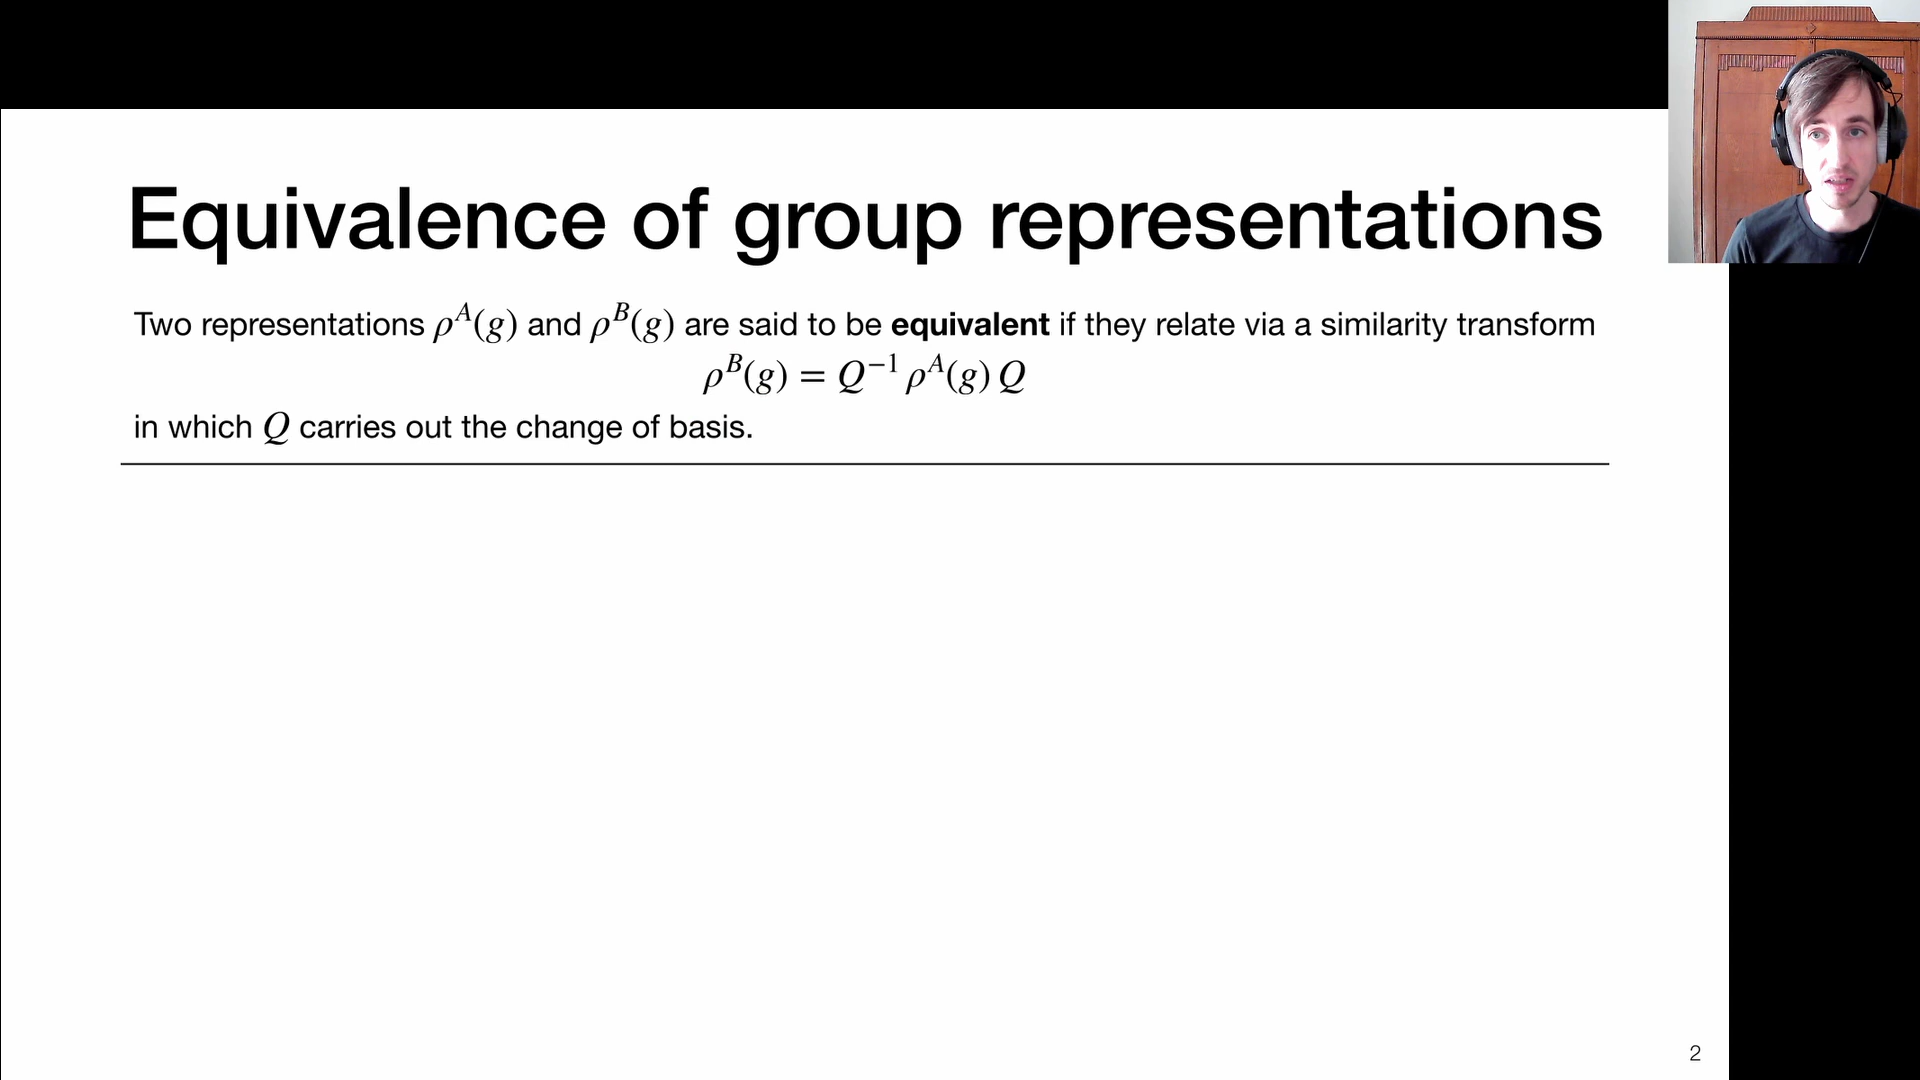 Equivalence of group representations
Two representations ρ^A(g) and ρ^B(g) are said to be equivalent if they relate via a similarity transform
ρ^B(g) = Q^{-1} ρ^A(g) Q
in which Q carries out the change of basis.
2